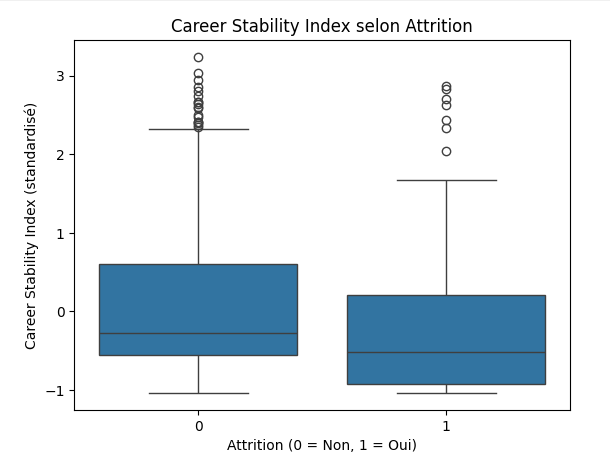 Career Stability Index selon Attrition
Career Stability Index (standardisé)
3
2
1
0
−1
0
1
Attrition (0 = Non, 1 = Oui)